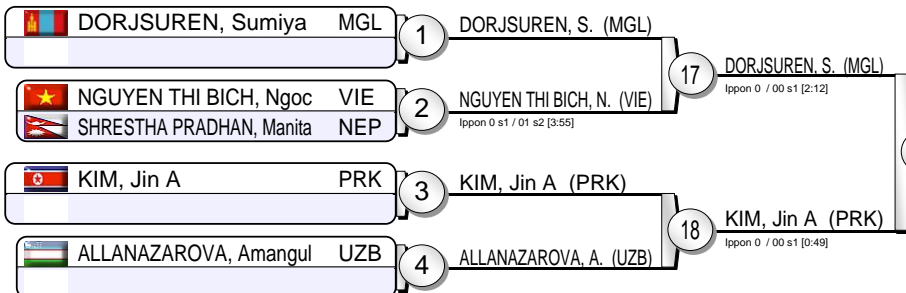 DORJSUREN, Sumiya MGL
1
DORJSUREN, S. (MGL)
NGUYEN THI BICH, Ngoc VIE
SHRESTHA PRADHAN, Manita NEP
2
NGUYEN THI BICH, N. (VIE)
Ippon 0 s1 / 01 s2 [3:55]
17
DORJSUREN, S. (MGL)
Ippon 0 / 00 s1 [2:12]
KIM, Jin A PRK
3
KIM, Jin A (PRK)
ALLANAZAROVA, Amangul UZB
4
ALLANAZAROVA, A. (UZB)
18
KIM, Jin A (PRK)
Ippon 0 / 00 s1 [0:49]